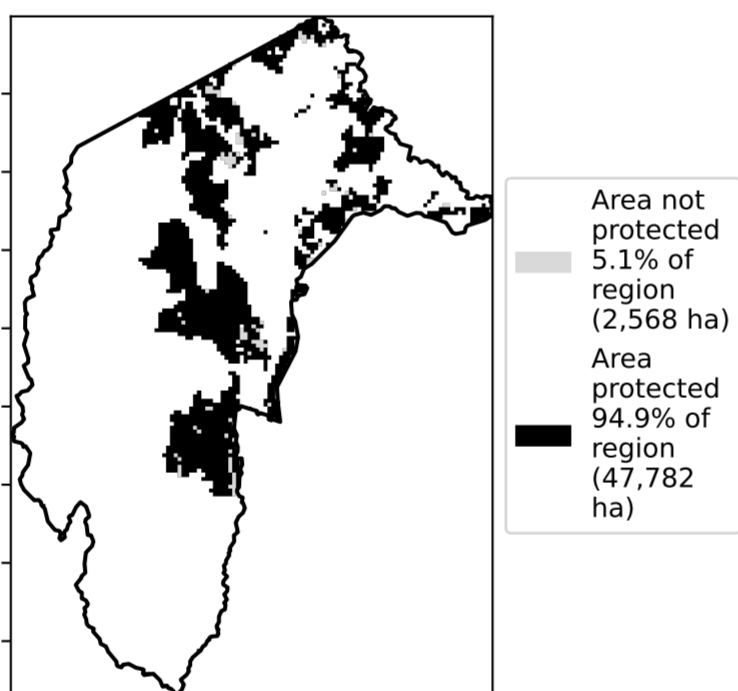 Area not
protected
5.1% of
region
(2,568 ha)
Area
protected
94.9% of
region
(47,782
ha)